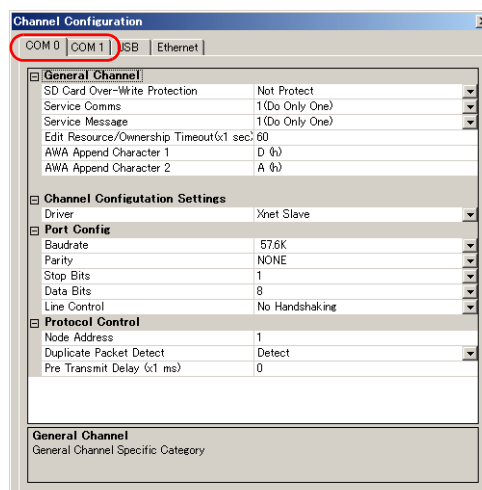 Channel Configuration
COM 0 COM 1 USB Ethernet
General Channel
SD Card Over-Write Protection Not Protect
Service Comms 1(Do Only One)
Service Message 1(Do Only One)
Edit Resource/Ownership Timeout(x1 sec) 60
AWA Append Character 1 D (h)
AWA Append Character 2 A (h)
Channel Configutation Settings
Driver Xnet Slave
Port Config
Baudrate 57.6K
Parity NONE
Stop Bits 1
Data Bits 8
Line Control No Handshaking
Protocol Control
Node Address 1
Duplicate Packet Detect Detect
Pre Transmit Delay (x1 ms) 0
General Channel
General Channel Specific Category